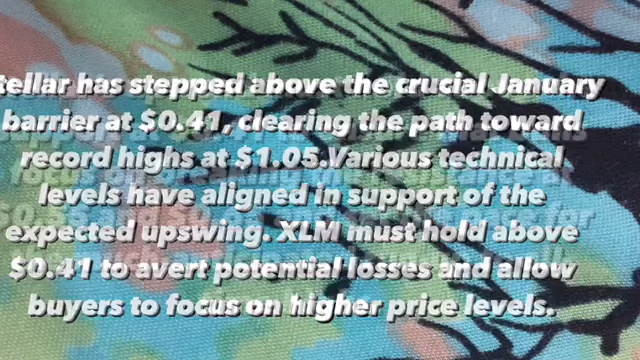 tellar has stepped above the crucial January
barrier at $0.41, clearing the path toward
record highs at $1.05.Various technical
levels have aligned in support of the
expected upswing. XLM must hold above
$0.41 to avert potential losses and allow
buyers to focus on higher price levels.